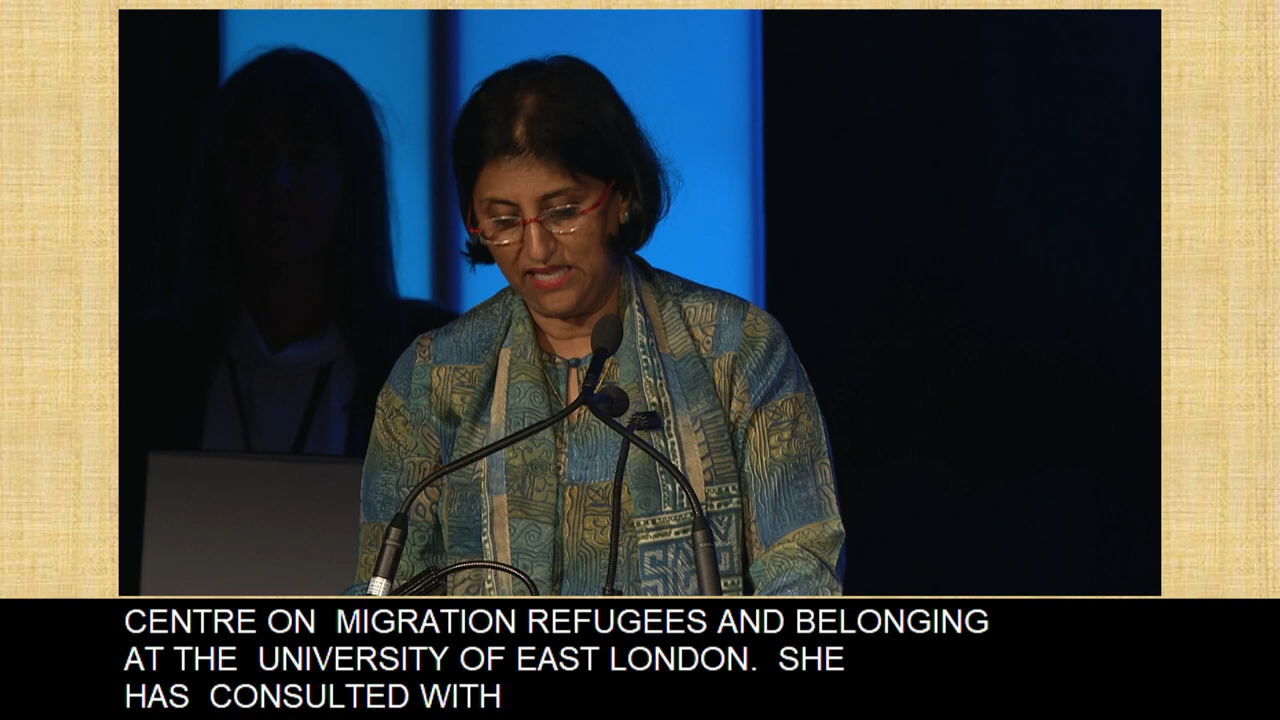 CENTRE ON  MIGRATION REFUGEES AND BELONGING
AT THE  UNIVERSITY OF EAST LONDON.  SHE
HAS  CONSULTED WITH